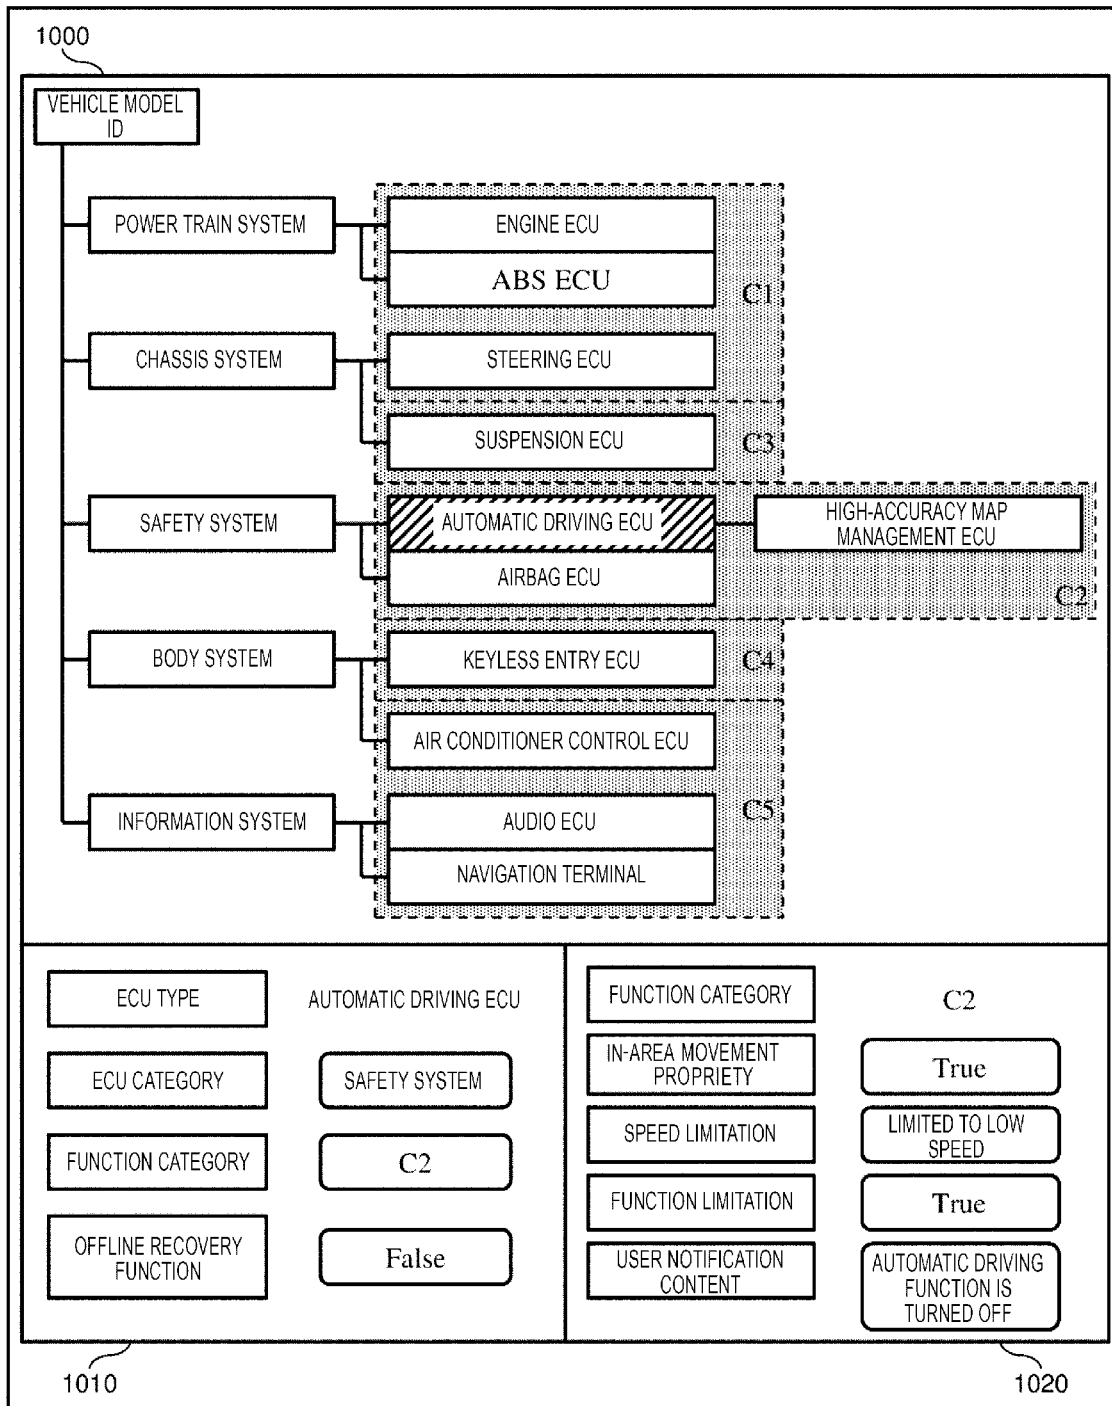 1000
VEHICLE MODEL
ID
POWER TRAIN SYSTEM
ENGINE ECU
ABS ECU
C1
CHASSIS SYSTEM
STEERING ECU
SUSPENSION ECU
C3
SAFETY SYSTEM
AUTOMATIC DRIVING ECU
HIGH-ACCURACY MAP
MANAGEMENT ECU
AIRBAG ECU
C2
BODY SYSTEM
KEYLESS ENTRY ECU
C4
AIR CONDITIONER CONTROL ECU
INFORMATION SYSTEM
AUDIO ECU
C5
NAVIGATION TERMINAL
ECU TYPE
AUTOMATIC DRIVING ECU
ECU CATEGORY
SAFETY SYSTEM
FUNCTION CATEGORY
C2
OFFLINE RECOVERY
FUNCTION
False
FUNCTION CATEGORY
C2
IN-AREA MOVEMENT
PROPRIETY
True
SPEED LIMITATION
LIMITED TO LOW
SPEED
FUNCTION LIMITATION
True
USER NOTIFICATION
CONTENT
AUTOMATIC DRIVING
FUNCTION IS
TURNED OFF
1010
1020